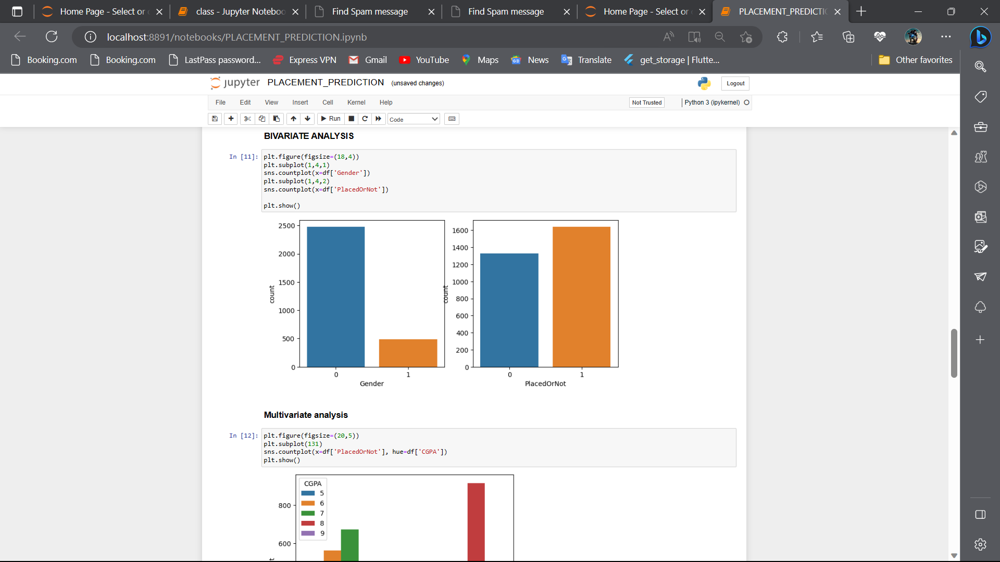 Home Page - Select or
class - Jupyter Noteboo
Find Spam message
Find Spam message
Home Page - Select or
PLACEMENT_PREDICTI
localhost:8891/notebooks/PLACEMENT_PREDICTION.ipynb
Booking.com
Booking.com
LastPass password...
Express VPN
Gmail
YouTube
Maps
News
Translate
get_storage | Flutte...
Other favorites
jupyter PLACEMENT_PREDICTION (unsaved changes)
Logout
File Edit View Insert Cell Kernel Help
Not Trusted
Python 3 (ipykernel)
Run
Code
BIVARIATE ANALYSIS
In [11]:
plt.figure(figsize=(18,4))
plt.subplot(1,4,1)
sns.countplot(x=df['Gender'])
plt.subplot(1,4,2)
sns.countplot(x=df['PlacedOrNot'])
plt.show()
2500
2000
1500
1000
500
0
count
0 1
Gender
1600
1400
1200
1000
800
600
400
200
0
count
0 1
PlacedOrNot
Multivariate analysis
In [12]:
plt.figure(figsize=(20,5))
plt.subplot(131)
sns.countplot(x=df['PlacedOrNot'], hue=df['CGPA'])
plt.show()
CGPA
5
6
7
8
9
800
600